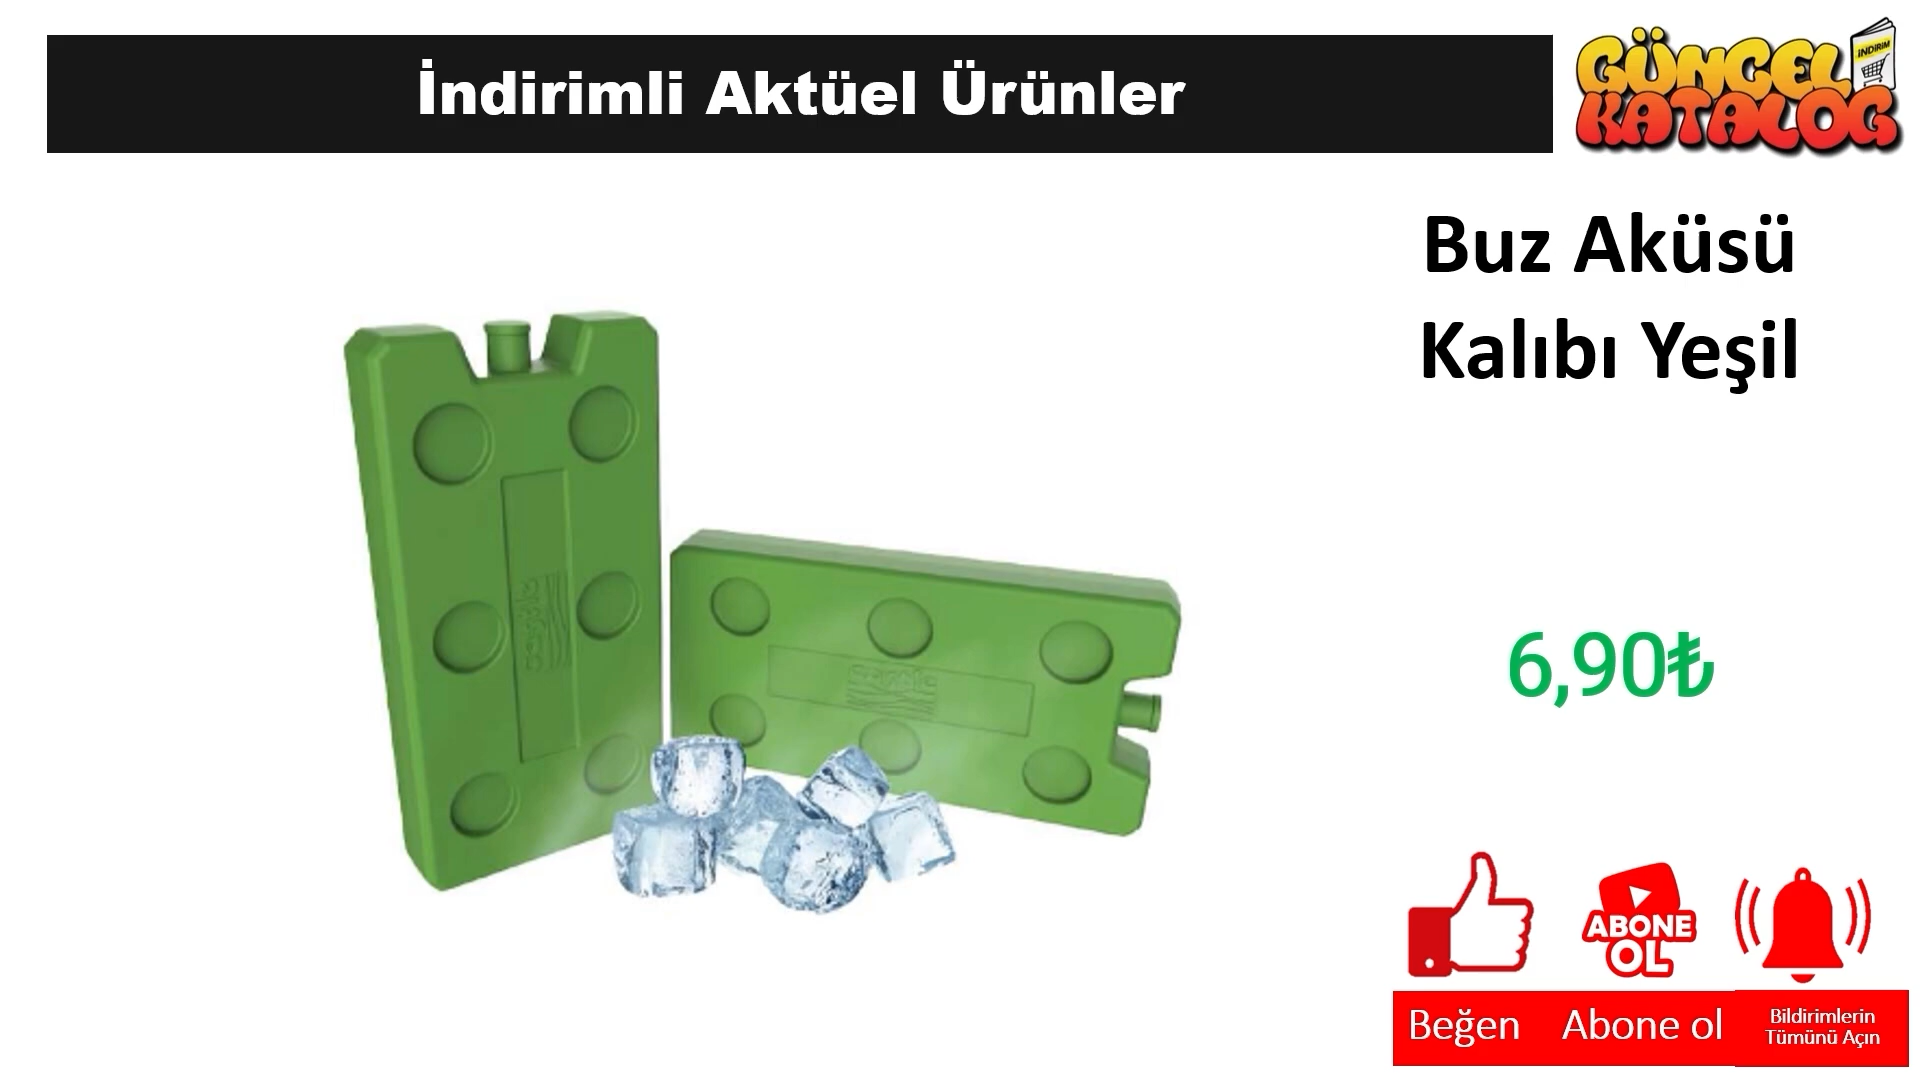 İndirimli Aktüel Ürünler
GÜNCEL
KATALOG
İNDİRİM
Buz Aküsü
Kalıbı Yeşil
6,90₺
ABONE
OL
Beğen
Abone ol
Bildirimlerin
Tümünü Açın